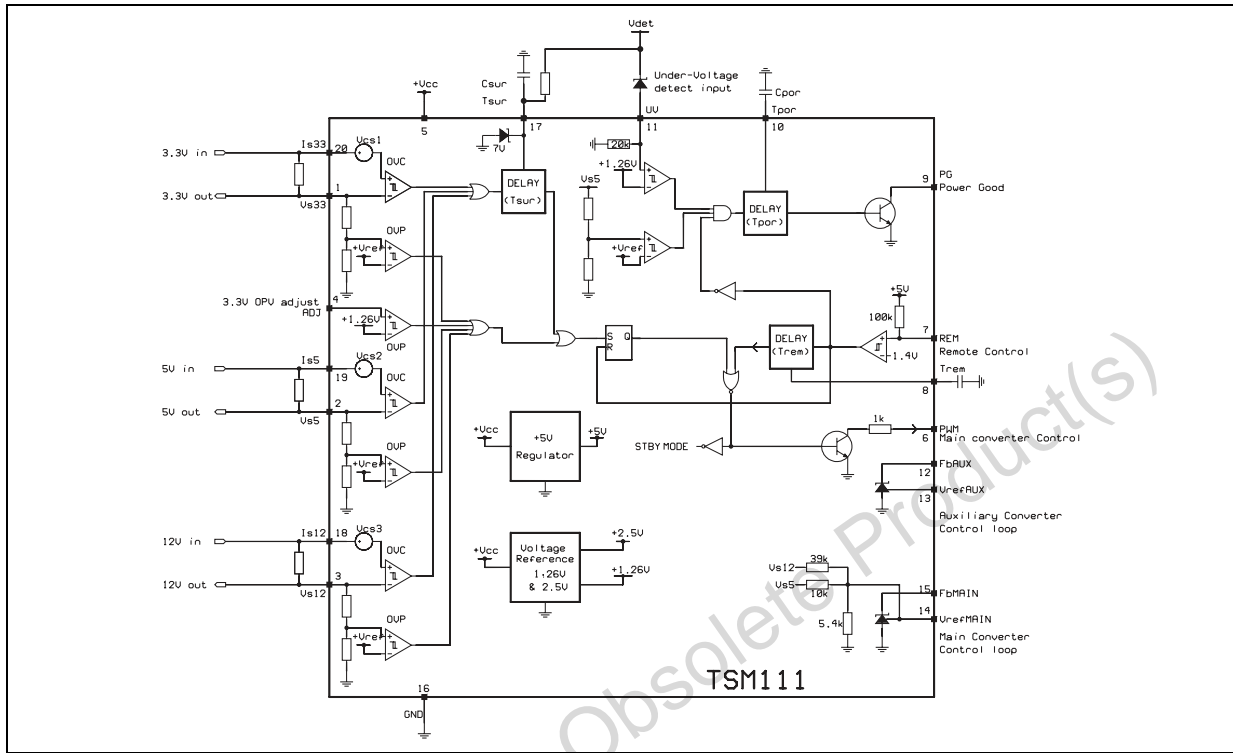 Vdet
Csur
Tsur
+Vcc
Under-Voltage
detect input
Cpor
Tpor
5
17
UV
11
10
7V
20k
3.3V in
Is33
20
Vcs1
OVC
+1.26V
DELAY
(Tsur)
Vs5
9
PG
Power Good
3.3V out
1
Vs33
DELAY
(Tpor)
OVP
+Vref
+Vref
3.3V OPV adjust
ADJ
4
+1.26V
OVP
+5V
100k
7
REM
Remote Control
-1.4V
S Q
R
DELAY
(Trem)
5V in
Is5
19
Vcs2
OVC
Trem
8
5V out
2
Vs5
1k
PWM
6
Main converter Control
+Vcc
+5V
Regulator
+5V
STBY MODE
OVP
+Vref
FbAUX
12
VrefAUX
13
Auxiliary Converter
Control loop
12V in
Is12
18
Vcs3
OVC
+Vcc
Voltage
Reference
1.26V
& 2.5V
+2.5V
+1.26V
Vs12
39k
Vs5
10k
5.4k
12V out
3
Vs12
15
FbMAIN
14
VrefMAIN
Main Converter
Control loop
OVP
+Vref
TSM111
16
GND
Obsolete Product(s)